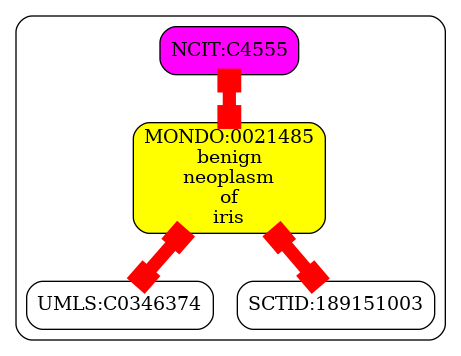 NCIT:C4555
MONDO:0021485
benign
neoplasm
of
iris
UMLS:C0346374
SCTID:189151003